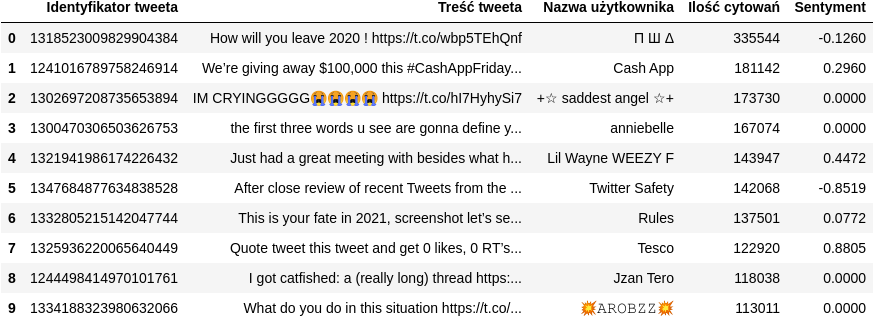 Identyfikator tweeta Treść tweeta Nazwa użytkownika Ilość cytowań Sentyment
0 1318523009829904384 How will you leave 2020 ! https://t.co/wbp5TEhQnf Π Ш Δ 335544 -0.1260
1 1241016789758246914 We’re giving away $100,000 this #CashAppFriday... Cash App 181142 0.2960
2 1302697208735653894 IM CRYINGGGGG😭😭😭😭 https://t.co/hI7HyhySi7 +☆ saddest angel ☆+ 173730 0.0000
3 1300470306503626753 the first three words u see are gonna define y... anniebelle 167074 0.0000
4 1321941986174226432 Just had a great meeting with besides what h... Lil Wayne WEEZY F 143947 0.4472
5 1347684877634838528 After close review of recent Tweets from the ... Twitter Safety 142068 -0.8519
6 1332805215142047744 This is your fate in 2021, screenshot let’s se... Rules 137501 0.0772
7 1325936220065640449 Quote tweet this tweet and get 0 likes, 0 RT’s... Tesco 122920 0.8805
8 1244498414970101761 I got catfished: a (really long) thread https:... Jzan Tero 118038 0.0000
9 1334188323980632066 What do you do in this situation https://t.co/... 💥𝙰𝚁𝙾𝙱𝚉𝚉💥 113011 0.0000